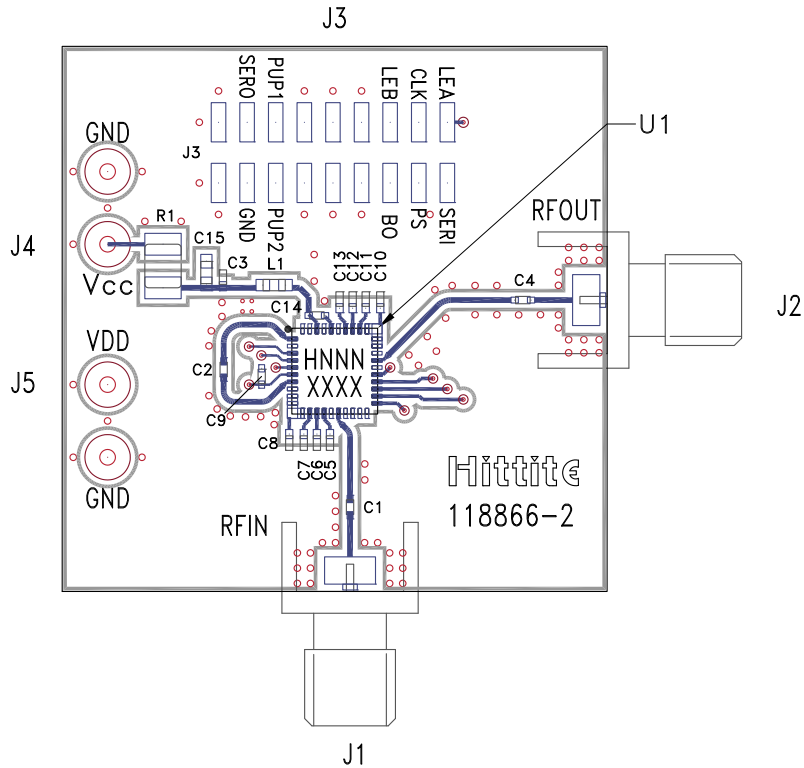 J3
SERO
PUP1
LEB
CLK
LEA
J3
GND
PUP2
BO
PS
SERI
U1
GND
R1
J4
Vcc
C15
C3
L1
C14
C13
C12
C11
C10
RFOUT
C4
J2
VDD
J5
GND
C2
C9
HNNN
XXXX
C8
C7
C6
C5
Hittite
118866-2
C1
RFIN
J1